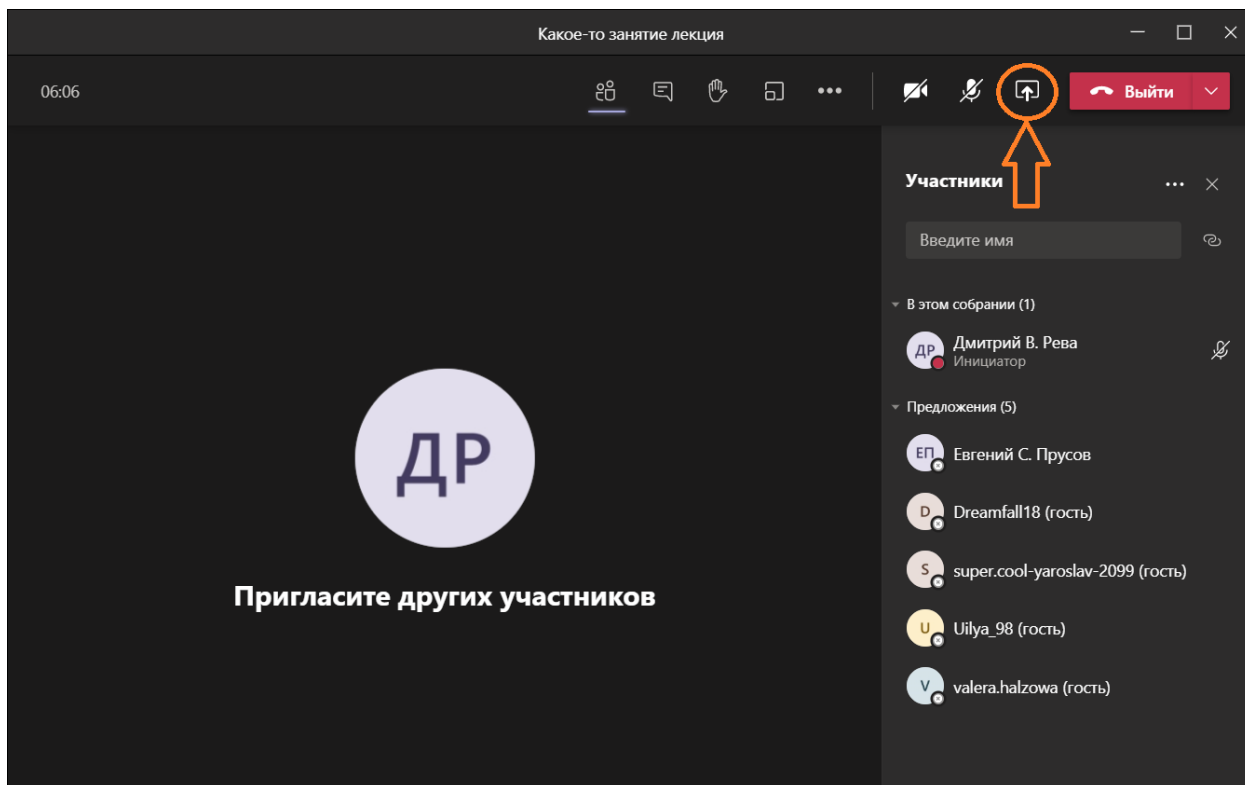 Какое-то занятие лекция
06:06
Выйти
Участники
Введите имя
В этом собрании (1)
ДР
Дмитрий В. Рева
Инициатор
Предложения (5)
ЕП
Евгений С. Прусов
ДР
D
Dreamfall18 (гость)
S
super.cool-yaroslav-2099 (гость)
Пригласите других участников
U
Uilya_98 (гость)
V
valera.halzowa (гость)